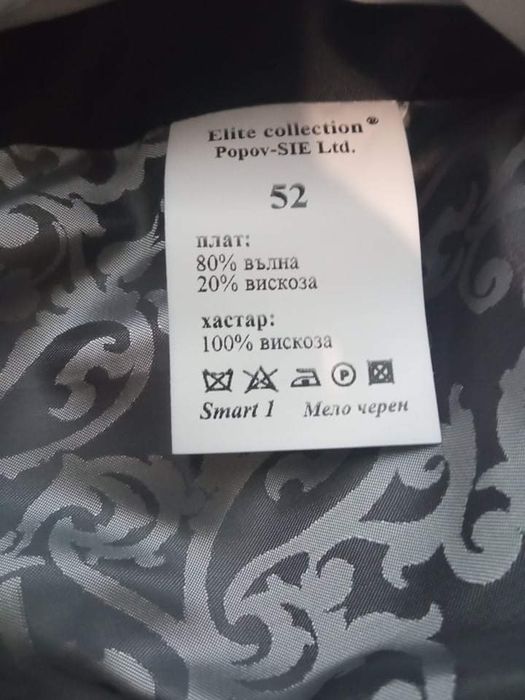 Elite collection®
Popov-SIE Ltd.
52
плат:
80% вълна
20% вискоза
хастар:
100% вискоза
P
Smart 1 Мело черен